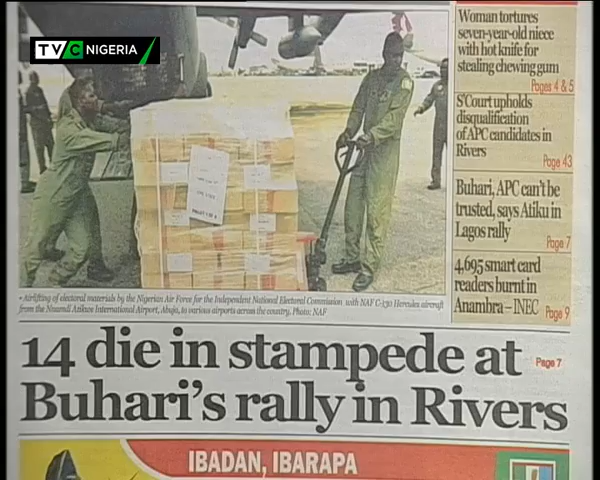 TVC NIGERIA
Woman tortures
seven-year-old niece
with hot knife for
stealing chewing gum
Pages 4 & 5
S'Court upholds
disqualification
of APC candidates in
Rivers
Page 43
Buhari, APC can't be
trusted, says Atiku in
Lagos rally
Page 7
4,695 smart card
readers burnt in
Anambra – INEC
Page 9
• Airlifting of electoral materials by the Nigerian Air Force for the Independent National Electoral Commission, with NAF C-130 Hercules aircraft
from the Nnamdi Azikwe International Airport, Abuja, to various airports across the country. Photo: NAF
14 die in stampede at Page 7
Buhari's rally in Rivers
IBADAN, IBARAPA